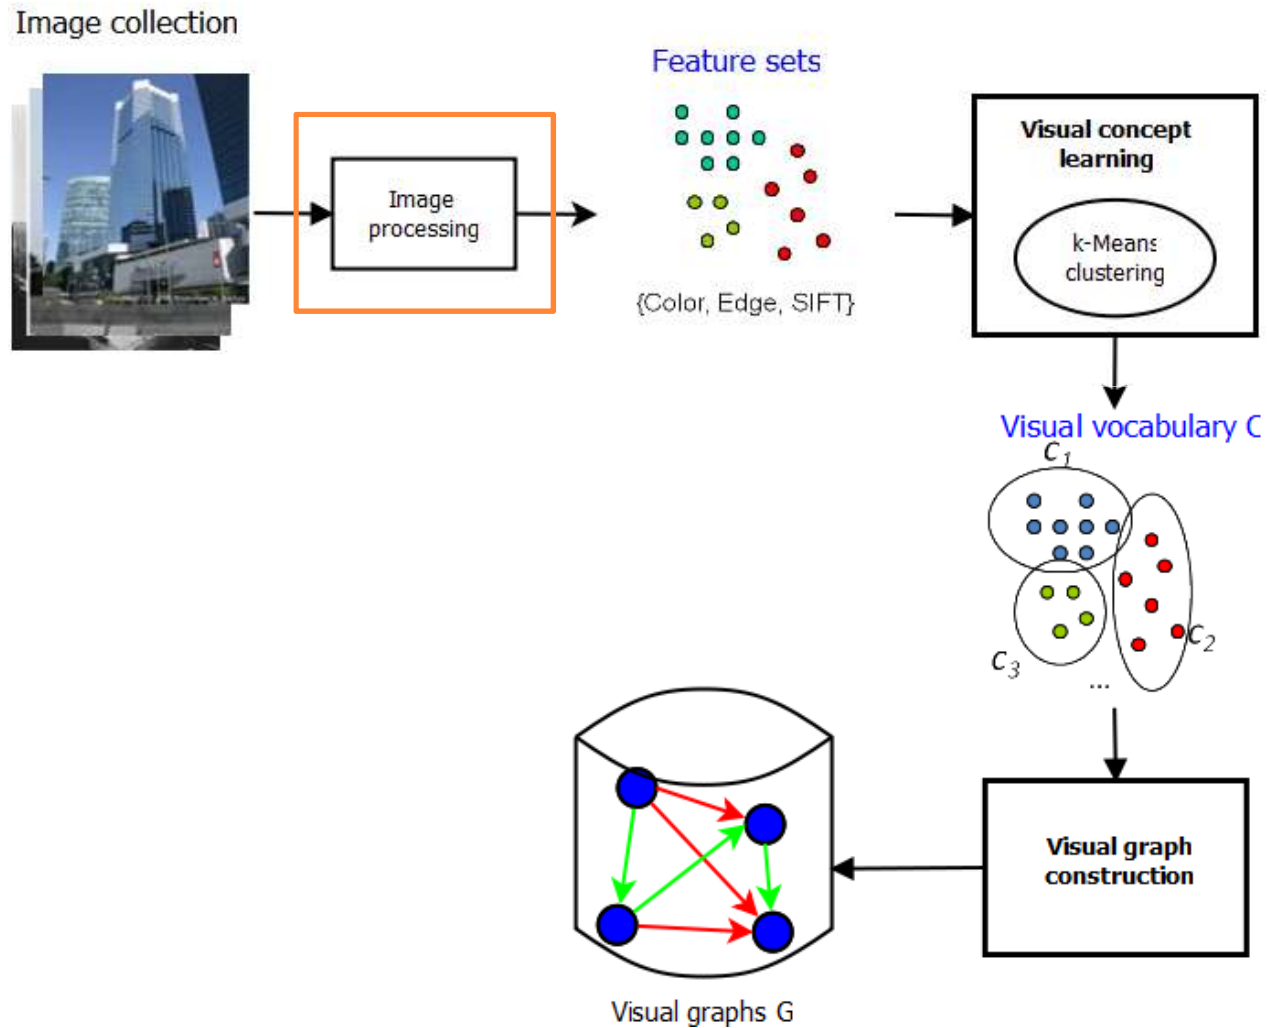 Image collection
Feature sets
Image
processing
{Color, Edge, SIFT}
Visual concept
learning
k-Means
clustering
Visual vocabulary C
c1
c2
c3
...
Visual graph
construction
Visual graphs G